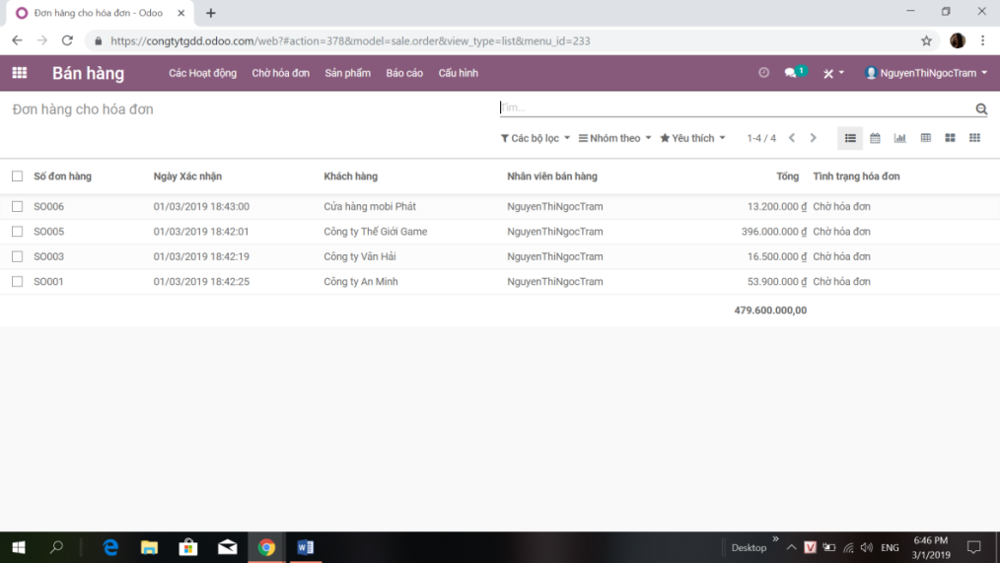 Đơn hàng cho hóa đơn - Odoo
https://congtytgdd.odoo.com/web?#action=378&model=sale.order&view_type=list&menu_id=233
Bán hàng Các Hoạt động Chờ hóa đơn Sản phẩm Báo cáo Cấu hình 1 NguyenThiNgocTram
Đơn hàng cho hóa đơn Tìm...
Các bộ lọc Nhóm theo Yêu thích 1-4 / 4
Số đơn hàng Ngày Xác nhận Khách hàng Nhân viên bán hàng Tổng Tình trạng hóa đơn
SO006 01/03/2019 18:43:00 Cửa hàng mobi Phát NguyenThiNgocTram 13.200.000 ₫ Chờ hóa đơn
SO005 01/03/2019 18:42:01 Công ty Thế Giới Game NguyenThiNgocTram 396.000.000 ₫ Chờ hóa đơn
SO003 01/03/2019 18:42:19 Công ty Vân Hải NguyenThiNgocTram 16.500.000 ₫ Chờ hóa đơn
SO001 01/03/2019 18:42:25 Công ty An Minh NguyenThiNgocTram 53.900.000 ₫ Chờ hóa đơn
479.600.000,00
Desktop ENG 6:46 PM
3/1/2019